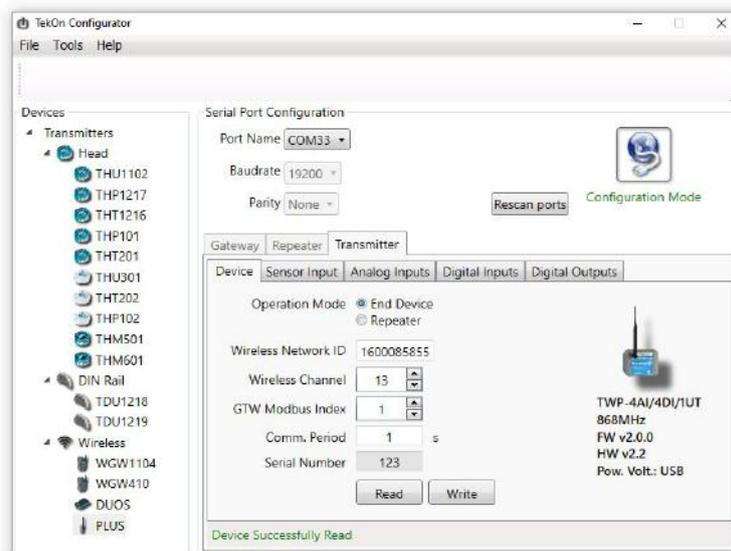 TekOn Configurator
File Tools Help
Devices
Transmitters
Head
THU1102
THP1217
THT1216
THP101
THT201
THU301
THT202
THP102
THM501
THM601
DIN Rail
TDU1218
TDU1219
Wireless
WGW1104
WGW410
DUOS
PLUS
Serial Port Configuration
Port Name COM33
Baudrate 19200
Parity None
Rescan ports
Configuration Mode
Gateway Repeater Transmitter
Device Sensor Input Analog Inputs Digital Inputs Digital Outputs
Operation Mode End Device
Repeater
Wireless Network ID 1600085855
Wireless Channel 13
GTW Modbus Index 1
Comm. Period 1 s
Serial Number 123
Read Write
TWP-4AI/4DI/1UT
868MHz
FW v2.0.0
HW v2.2
Pow. Volt.: USB
Device Successfully Read